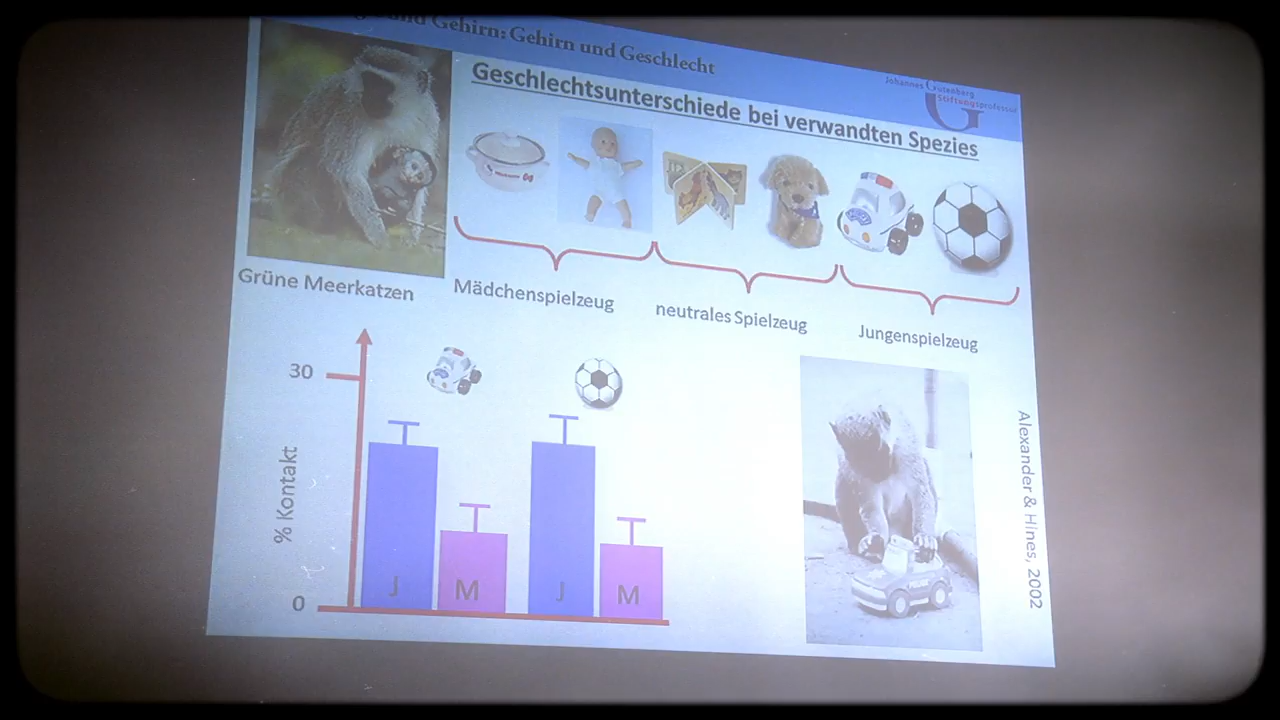 und Gehirn: Gehirn und Geschlecht
Johannes Gutenberg
Stiftungsprofessur
Geschlechtsunterschiede bei verwandten Spezies
Grüne Meerkatzen
Mädchenspielzeug
neutrales Spielzeug
Jungenspielzeug
30
% Kontakt
0
J
M
J
M
Alexander & Hines, 2002